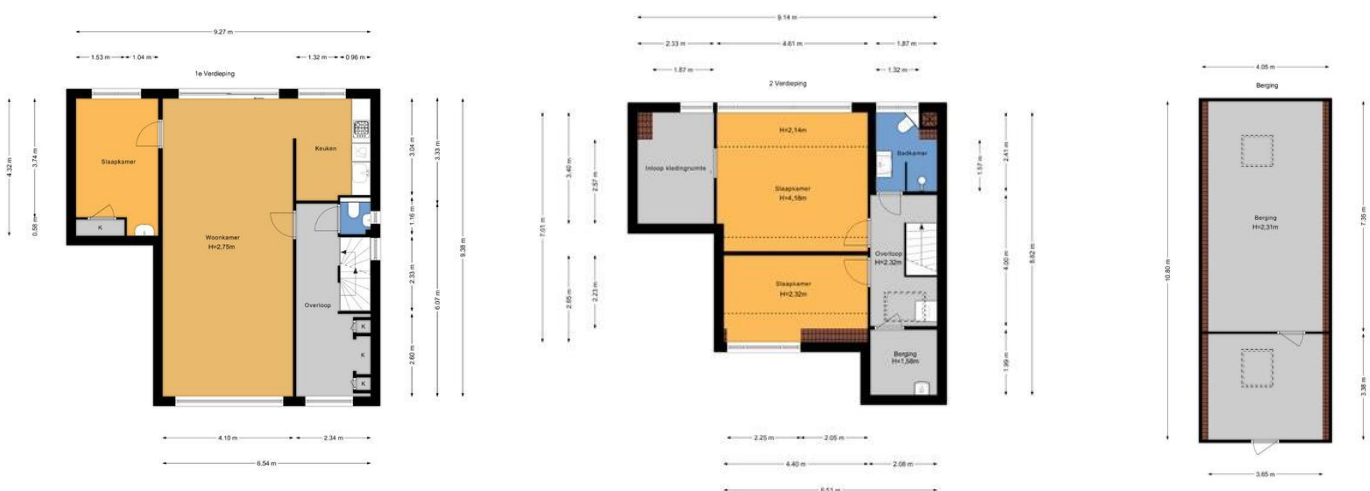 9.27 m
1.53 m
1.04 m
1.32 m
0.96 m
1e Verdieping
4.32 m
3.74 m
0.58 m
Slaapkamer
K
Woonkamer
H=2,75m
Keuken
Overloop
K
K
K
3.04 m
1.16 m
2.33 m
2.60 m
3.33 m
6.07 m
9.38 m
4.10 m
2.34 m
6.54 m
9.14 m
2.33 m
4.61 m
1.87 m
1.87 m
1.32 m
2 Verdieping
7.01 m
3.40 m
2.65 m
2.57 m
2.23 m
Inloop kledingruimte
H=2,14m
Slaapkamer
H=4,18m
Badkamer
Overloop
H=2.32m
Slaapkamer
H=2,32m
Berging
H=1,58m
1.57 m
2.41 m
4.00 m
1.99 m
8.62 m
2.25 m
2.05 m
4.40 m
2.08 m
6.51 m
4.05 m
Berging
10.80 m
Berging
H=2,31m
7.35 m
3.38 m
3.65 m